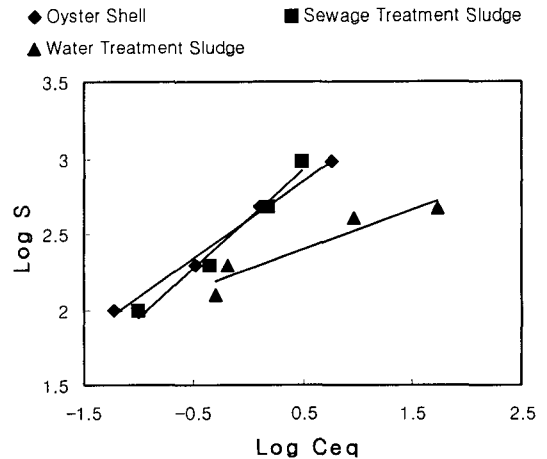 Oyster Shell
Sewage Treatment Sludge
Water Treatment Sludge
3.5
3
2.5
2
1.5
Log S
-1.5
-0.5
0.5
1.5
2.5
Log Ceq